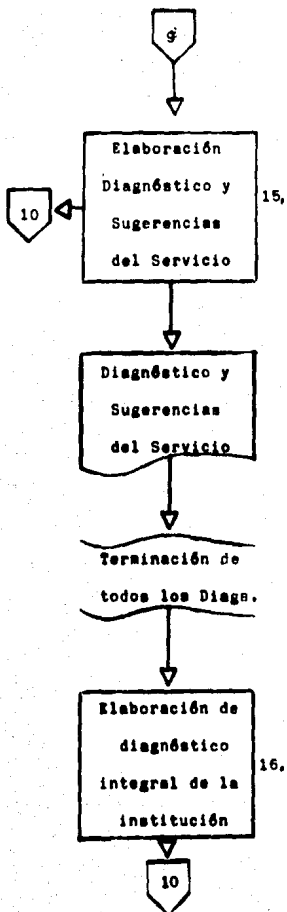 9
Elaboración
Diagnóstico y
Sugerencias
del Servicio
15,
10
Diagnóstico y
Sugerencias
del Servicio
Terminación de
todos los Diags.
Elaboración de
diagnóstico
integral de la
institución
16,
10